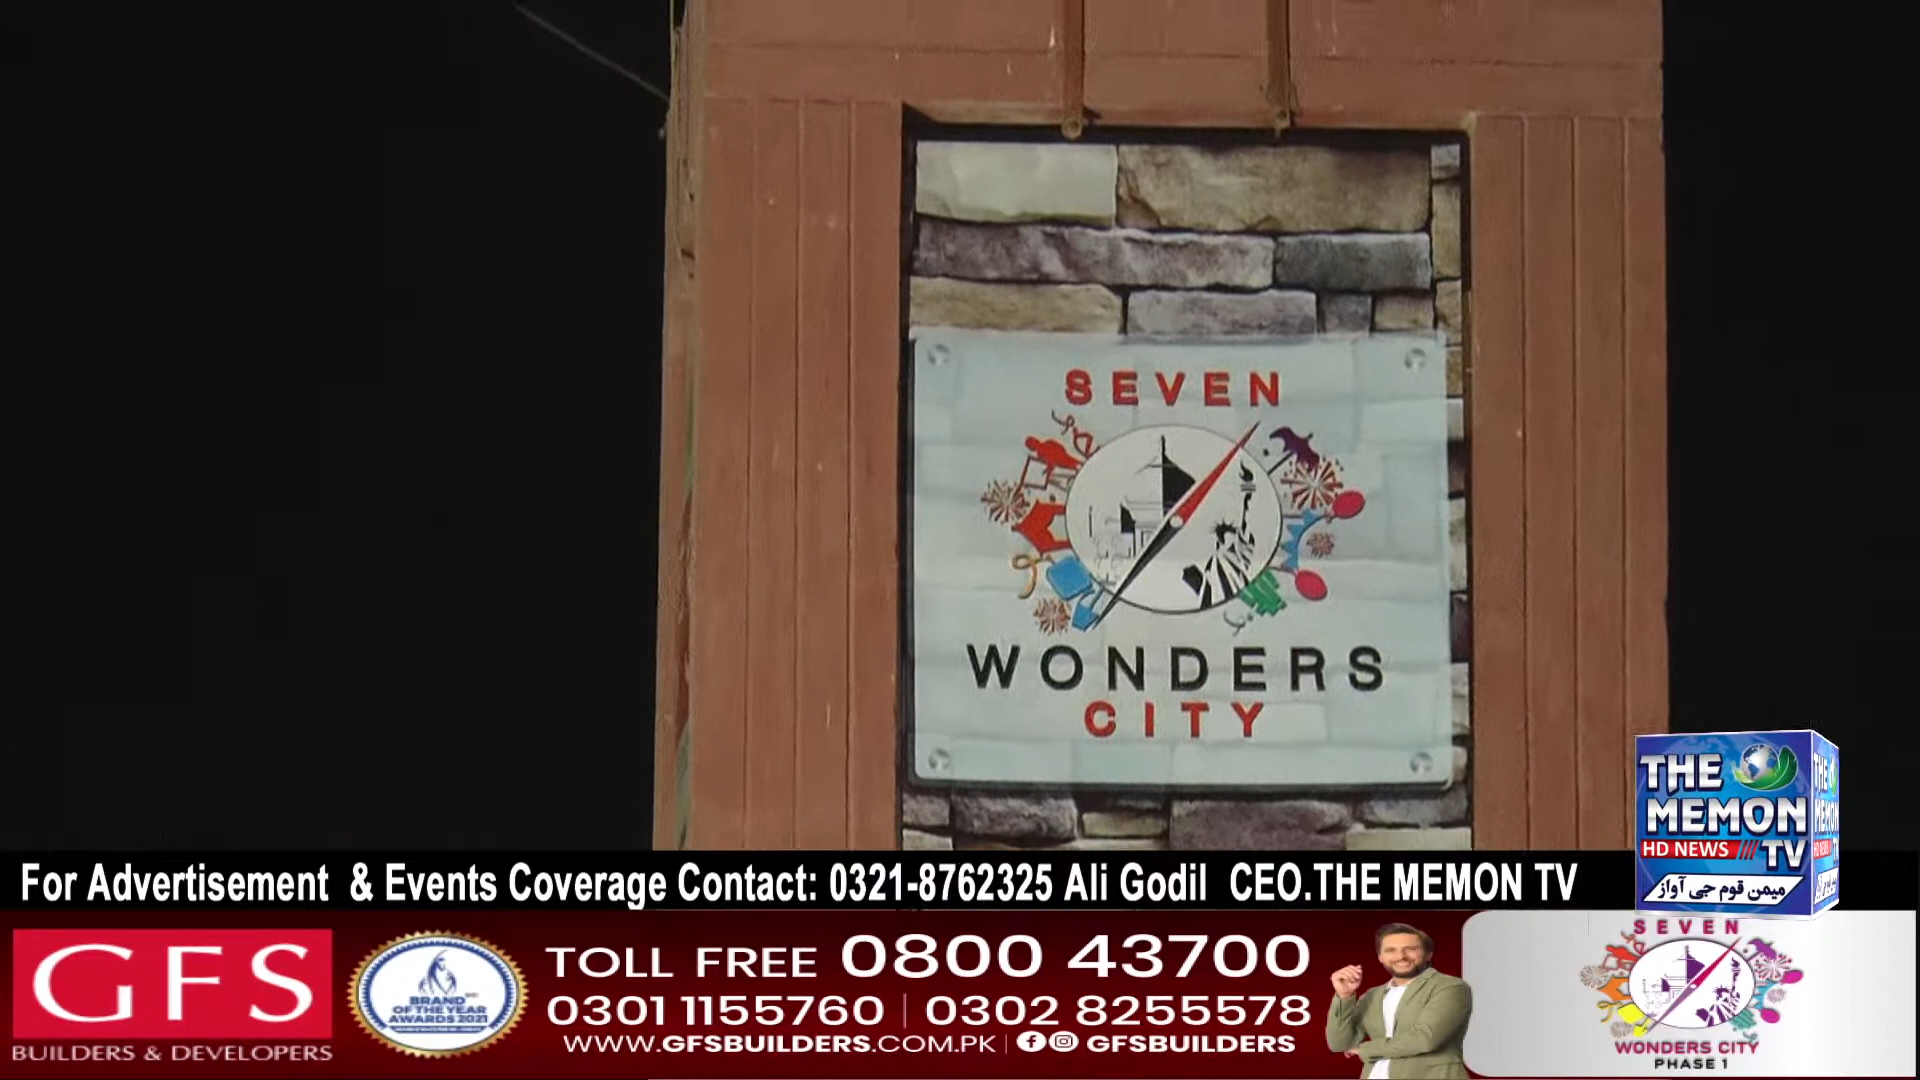 SEVEN
WONDERS
CITY
THE
MEMON
HD NEWS
TV
میمن قوم جی آواز
THE
MEMON
For Advertisement & Events Coverage Contact: 0321-8762325 Ali Godil CEO.THE MEMON TV
GFS
BUILDERS & DEVELOPERS
BRAND
OF THE YEAR
AWARDS 2021
TOLL FREE 0800 43700
0301 1155760 | 0302 8255578
WWW.GFSBUILDERS.COM.PK | GFSBUILDERS
SEVEN
WONDERS CITY
PHASE 1